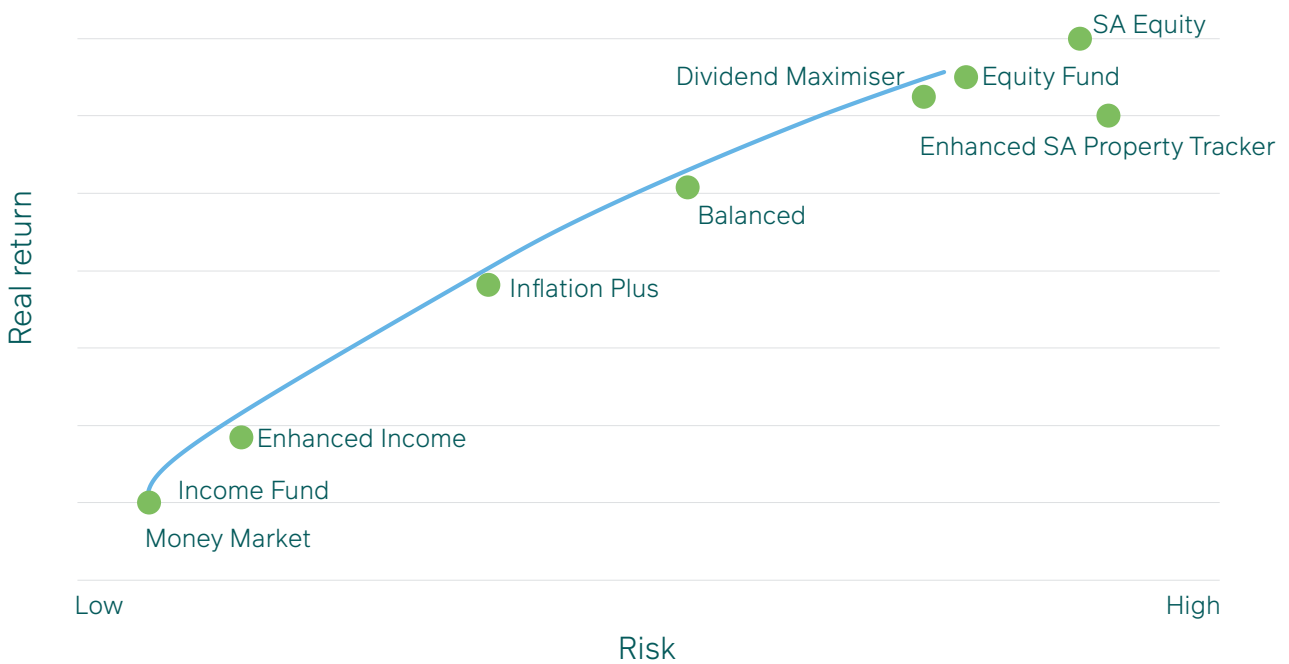 SA Equity
Dividend Maximiser
Equity Fund
Enhanced SA Property Tracker
Balanced
Real return
Inflation Plus
Enhanced Income
Income Fund
Money Market
Low
High
Risk